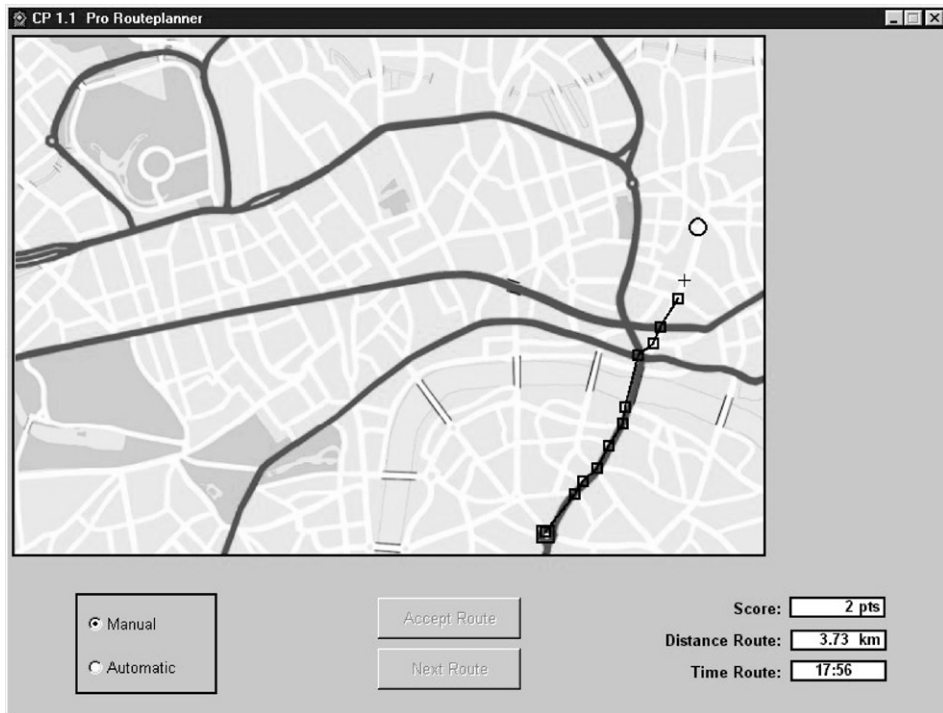 CP 1.1 Pro Routeplanner
Manual
Automatic
Accept Route
Next Route
Score: 2 pts
Distance Route: 3.73 km
Time Route: 17:56